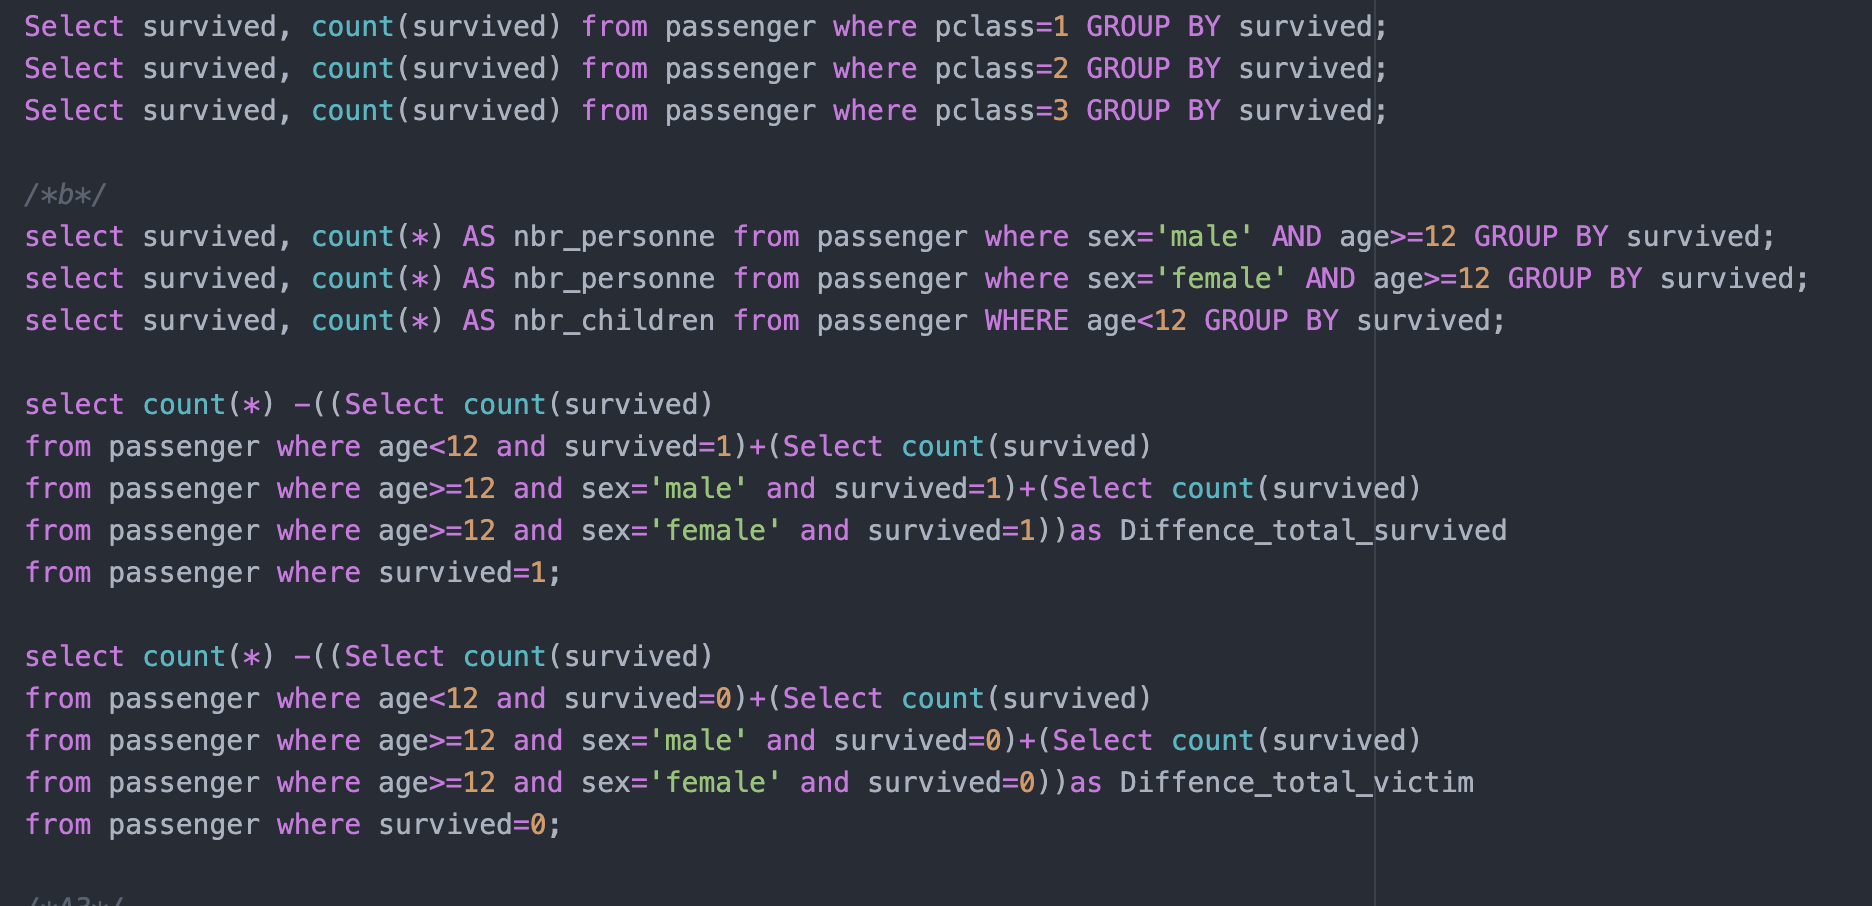 Select survived, count(survived) from passenger where pclass=1 GROUP BY survived;
Select survived, count(survived) from passenger where pclass=2 GROUP BY survived;
Select survived, count(survived) from passenger where pclass=3 GROUP BY survived;
/*b*/
select survived, count(*) AS nbr_personne from passenger where sex='male' AND age>=12 GROUP BY survived;
select survived, count(*) AS nbr_personne from passenger where sex='female' AND age>=12 GROUP BY survived;
select survived, count(*) AS nbr_children from passenger WHERE age<12 GROUP BY survived;
select count(*) -((Select count(survived)
from passenger where age<12 and survived=1)+(Select count(survived)
from passenger where age>=12 and sex='male' and survived=1)+(Select count(survived)
from passenger where age>=12 and sex='female' and survived=1))as Diffence_total_survived
from passenger where survived=1;
select count(*) -((Select count(survived)
from passenger where age<12 and survived=0)+(Select count(survived)
from passenger where age>=12 and sex='male' and survived=0)+(Select count(survived)
from passenger where age>=12 and sex='female' and survived=0))as Diffence_total_victim
from passenger where survived=0;